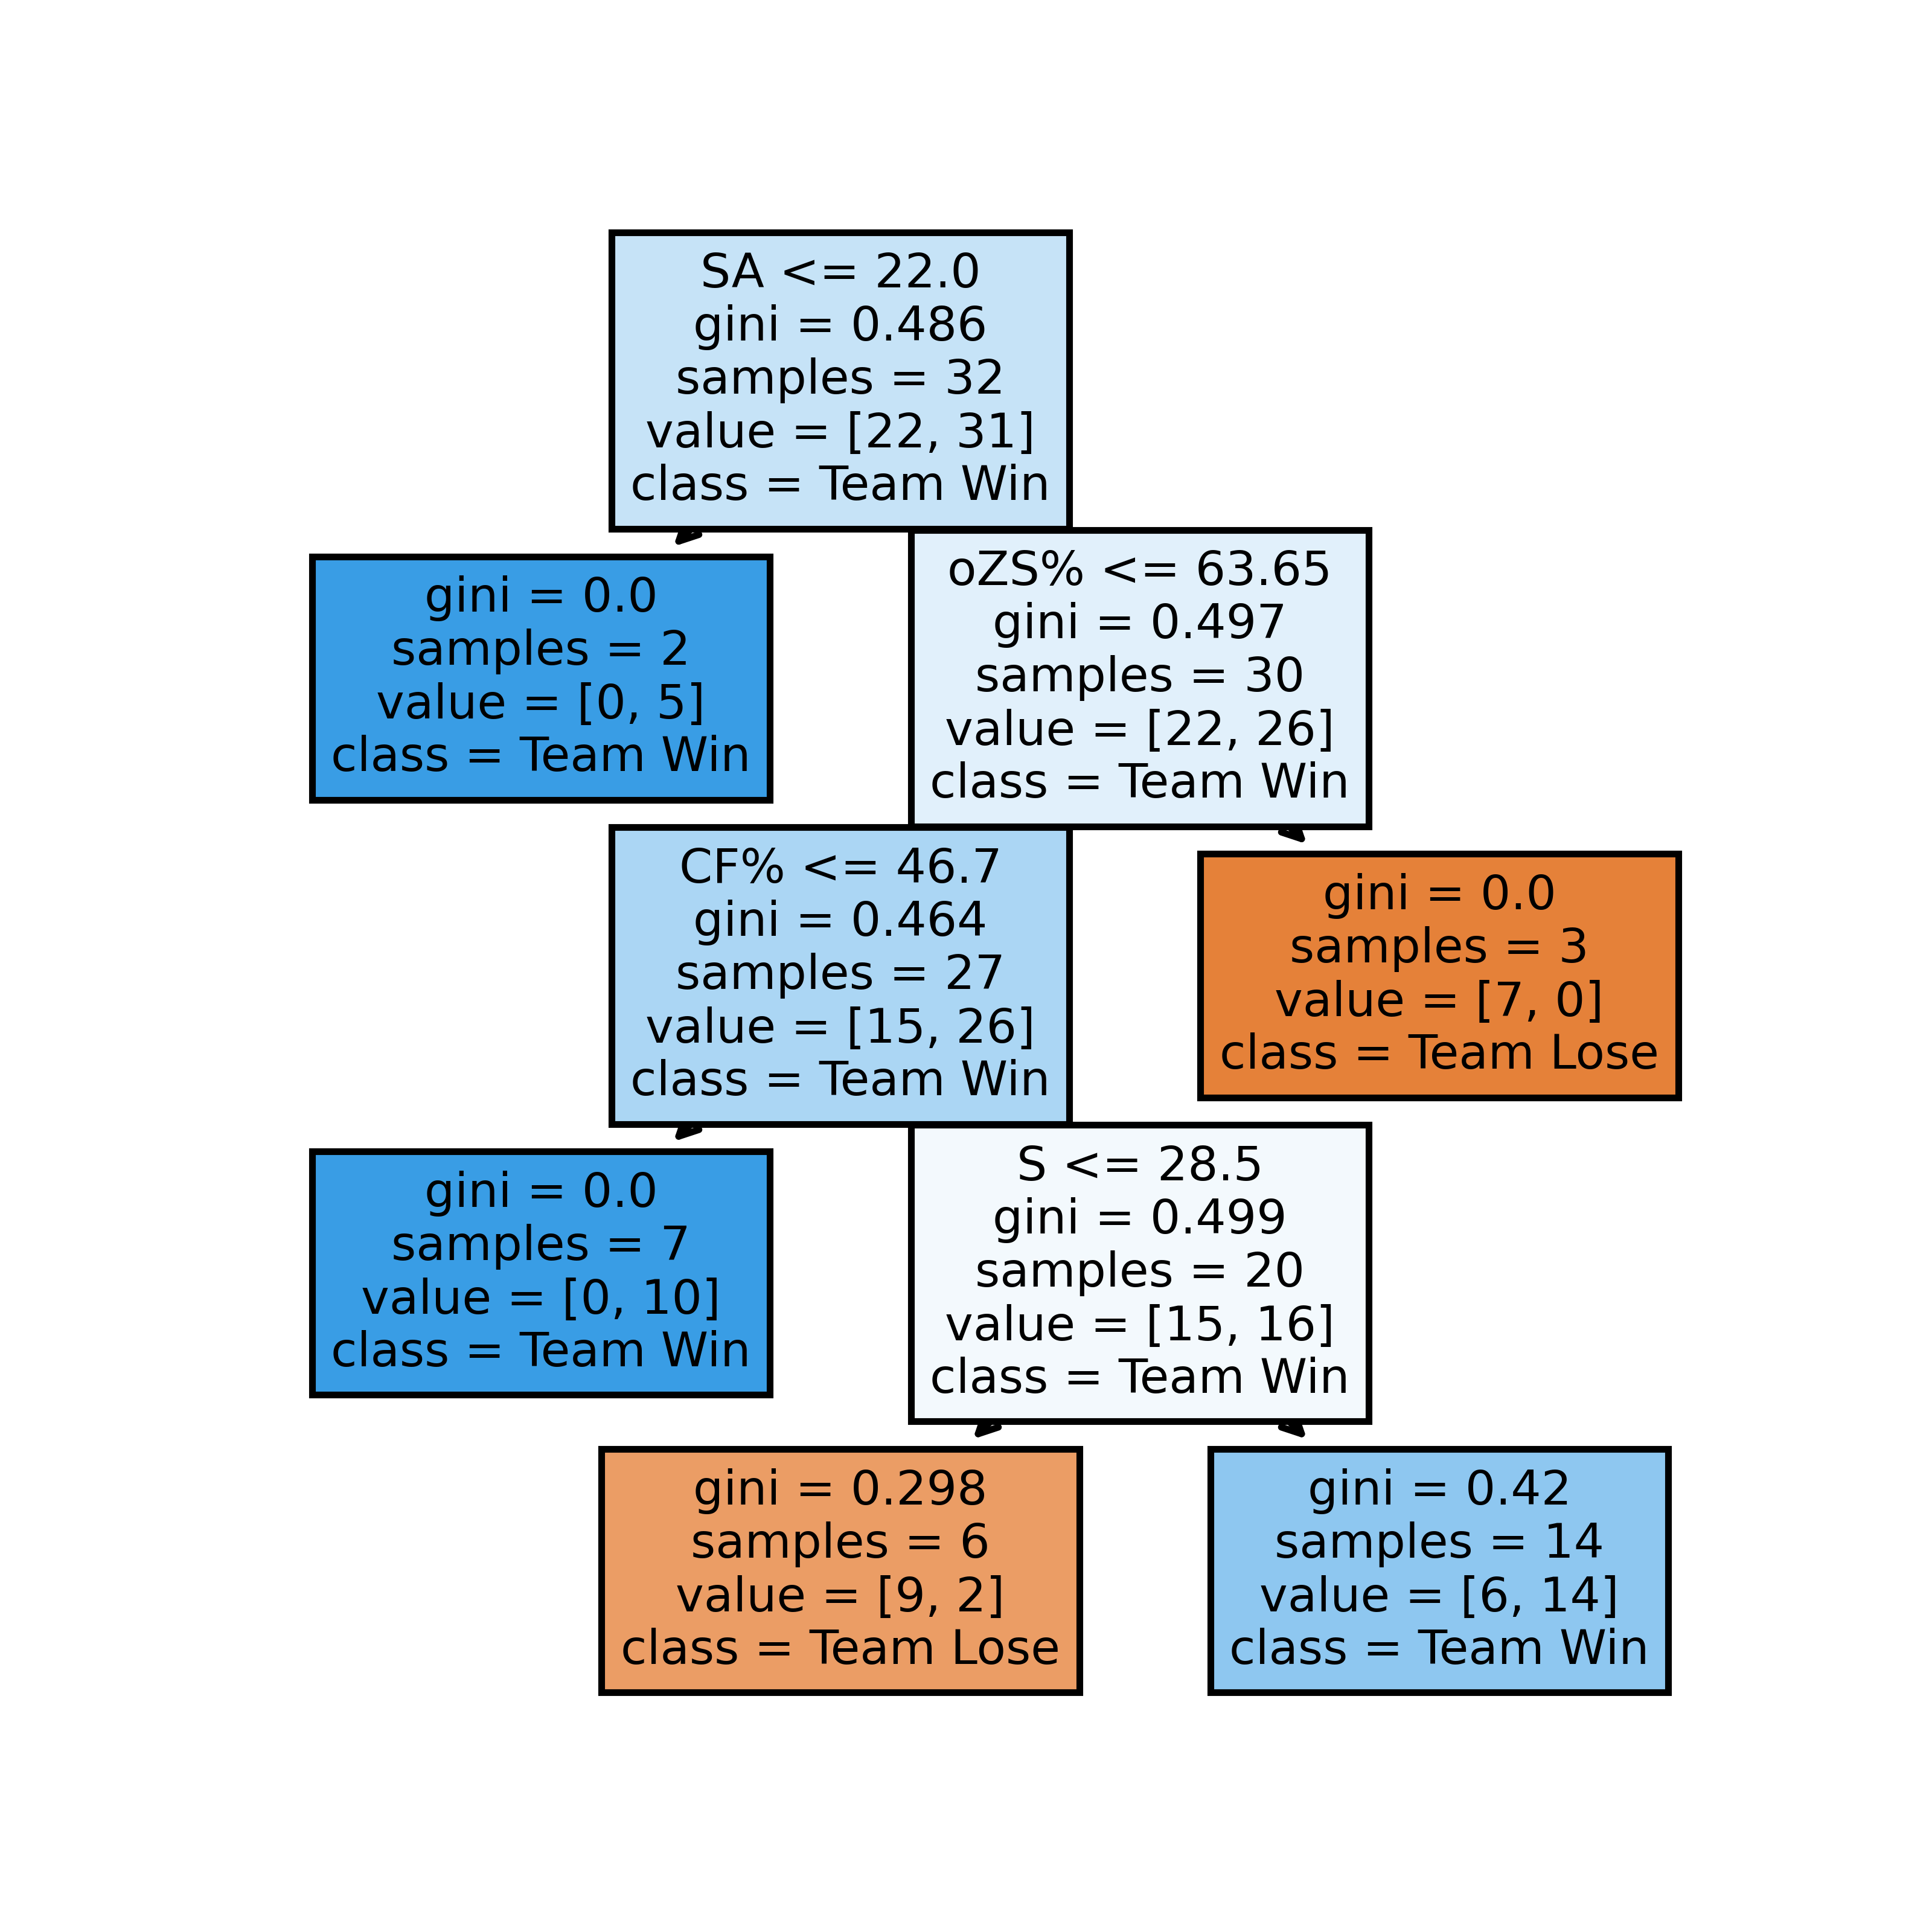 SA <= 22.0
gini = 0.486
samples = 32
value = [22, 31]
class = Team Win
gini = 0.0
samples = 2
value = [0, 5]
class = Team Win
oZS% <= 63.65
gini = 0.497
samples = 30
value = [22, 26]
class = Team Win
CF% <= 46.7
gini = 0.464
samples = 27
value = [15, 26]
class = Team Win
gini = 0.0
samples = 3
value = [7, 0]
class = Team Lose
gini = 0.0
samples = 7
value = [0, 10]
class = Team Win
S <= 28.5
gini = 0.499
samples = 20
value = [15, 16]
class = Team Win
gini = 0.298
samples = 6
value = [9, 2]
class = Team Lose
gini = 0.42
samples = 14
value = [6, 14]
class = Team Win